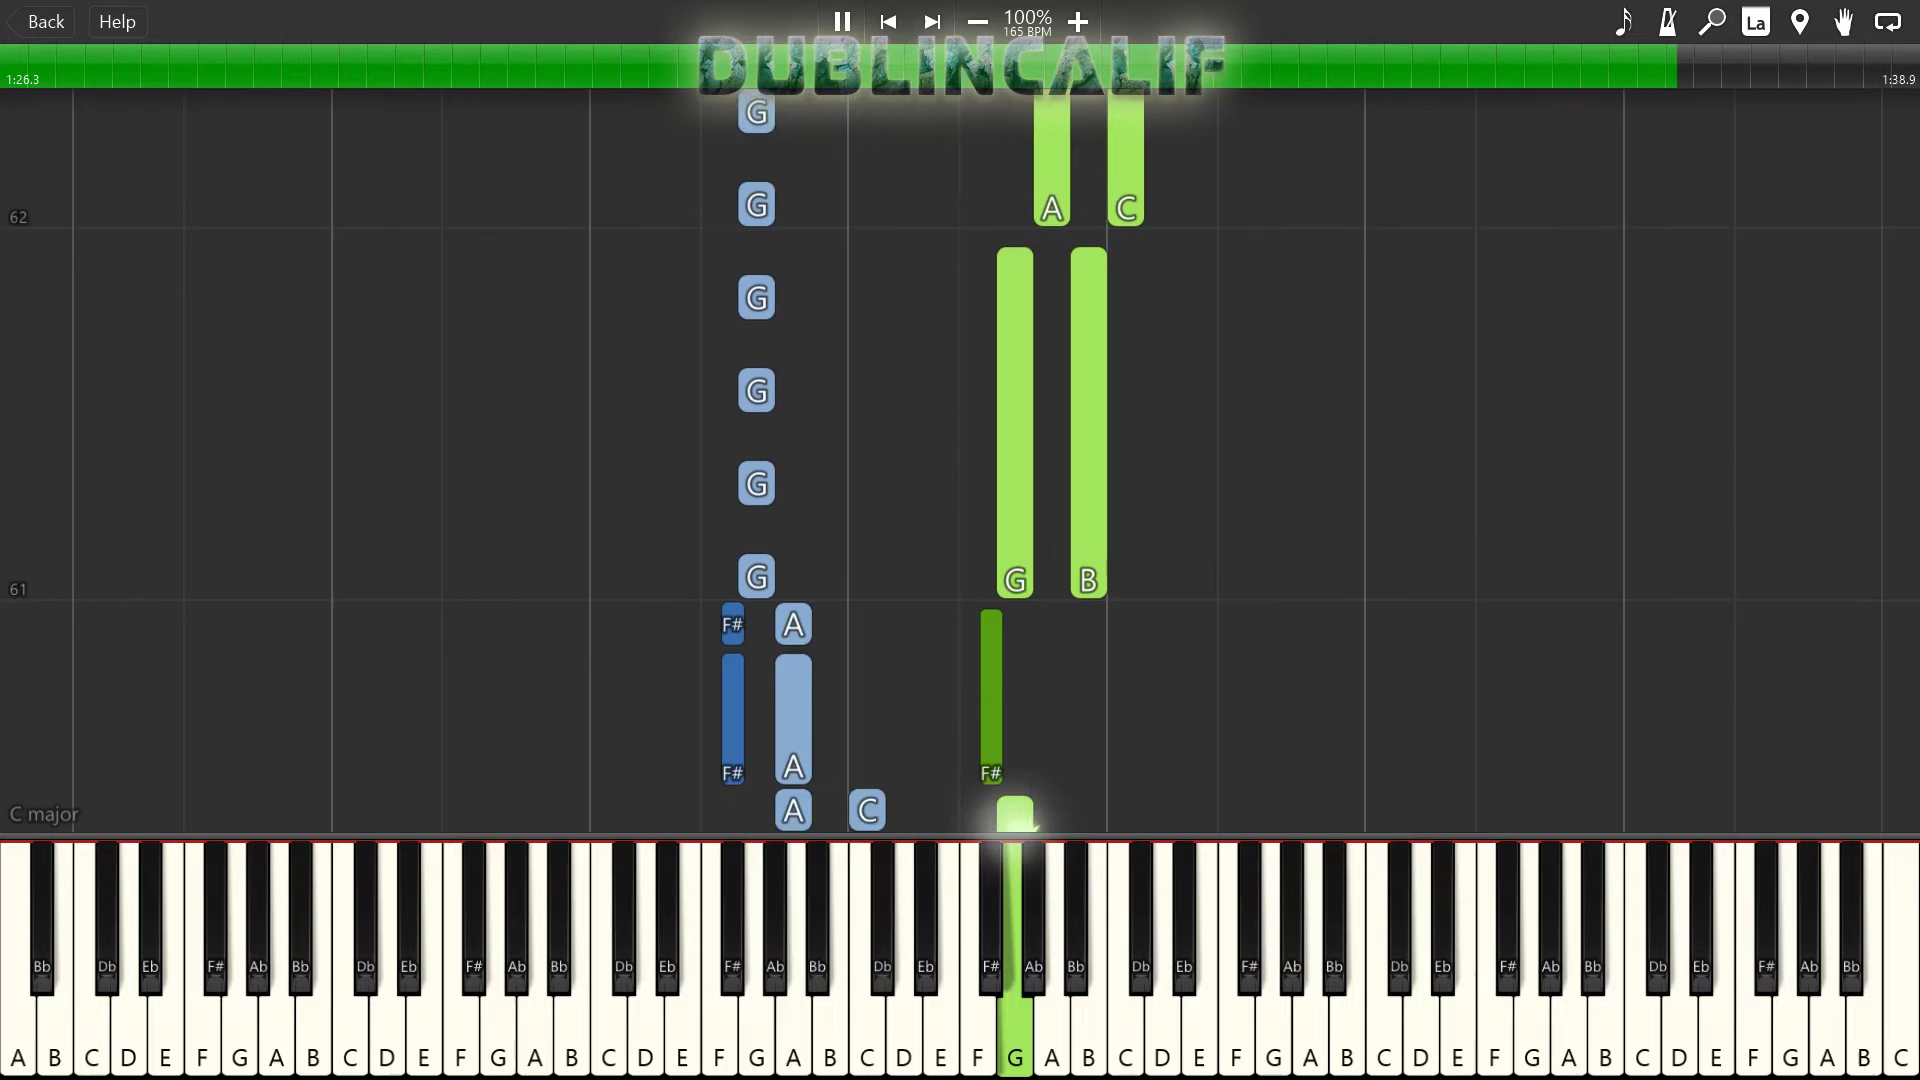 Back Help 100%
165 BPM
La
DUBLINCALIF
1:26.3 1:38.9
G
G A C
62
G
G
G
G G B
61
F# A
F# A F#
A C
C major
Bb Db Eb F# Ab Bb Db Eb F# Ab Bb Db Eb F# Ab Bb Db Eb F# Ab Bb Db Eb F# Ab Bb Db Eb F# Ab Bb Db Eb F# Ab Bb
A B C D E F G A B C D E F G A B C D E F G A B C D E F G A B C D E F G A B C D E F G A B C D E F G A B C